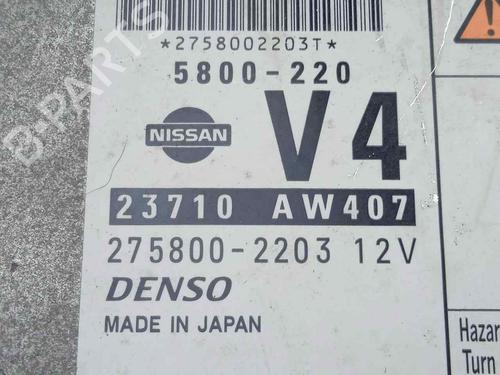 *2758002203T*
5800-220
NISSAN
V4
23710 AW407
275800-2203 12V
DENSO
MADE IN JAPAN
Hazar
Turn
B-PARTS